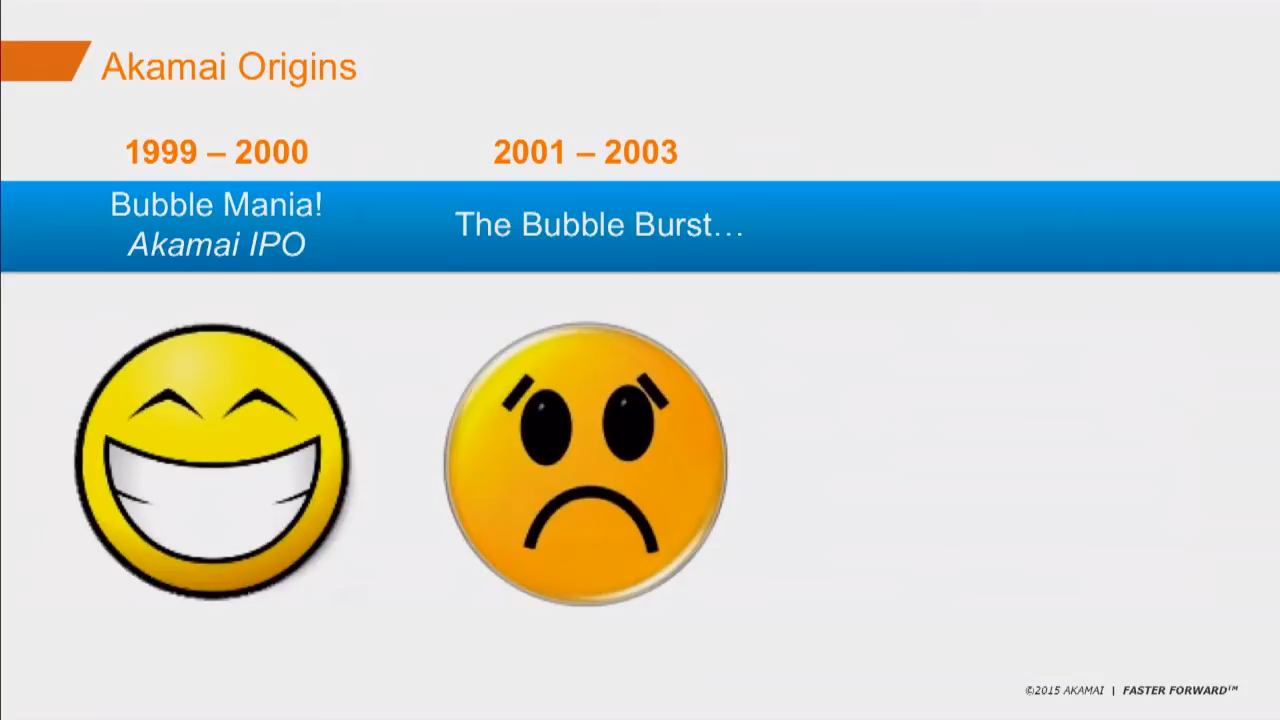 Akamai Origins
1999 – 2000
2001 – 2003
Bubble Mania!
Akamai IPO
The Bubble Burst…
©2015 AKAMAI | FASTER FORWARD™